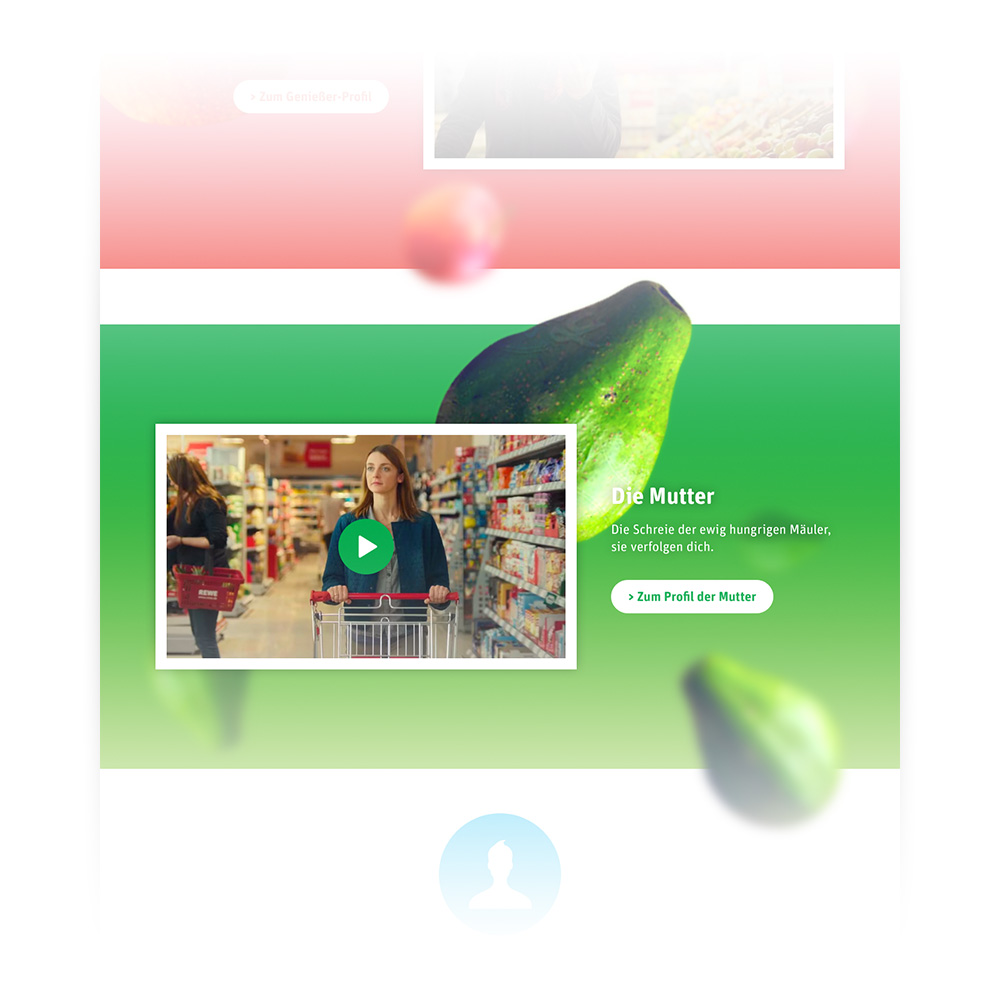 > Zum Genießer-Profil
Die Mutter
Die Schreie der ewig hungrigen Mäuler,
sie verfolgen dich.
> Zum Profil der Mutter
REWE